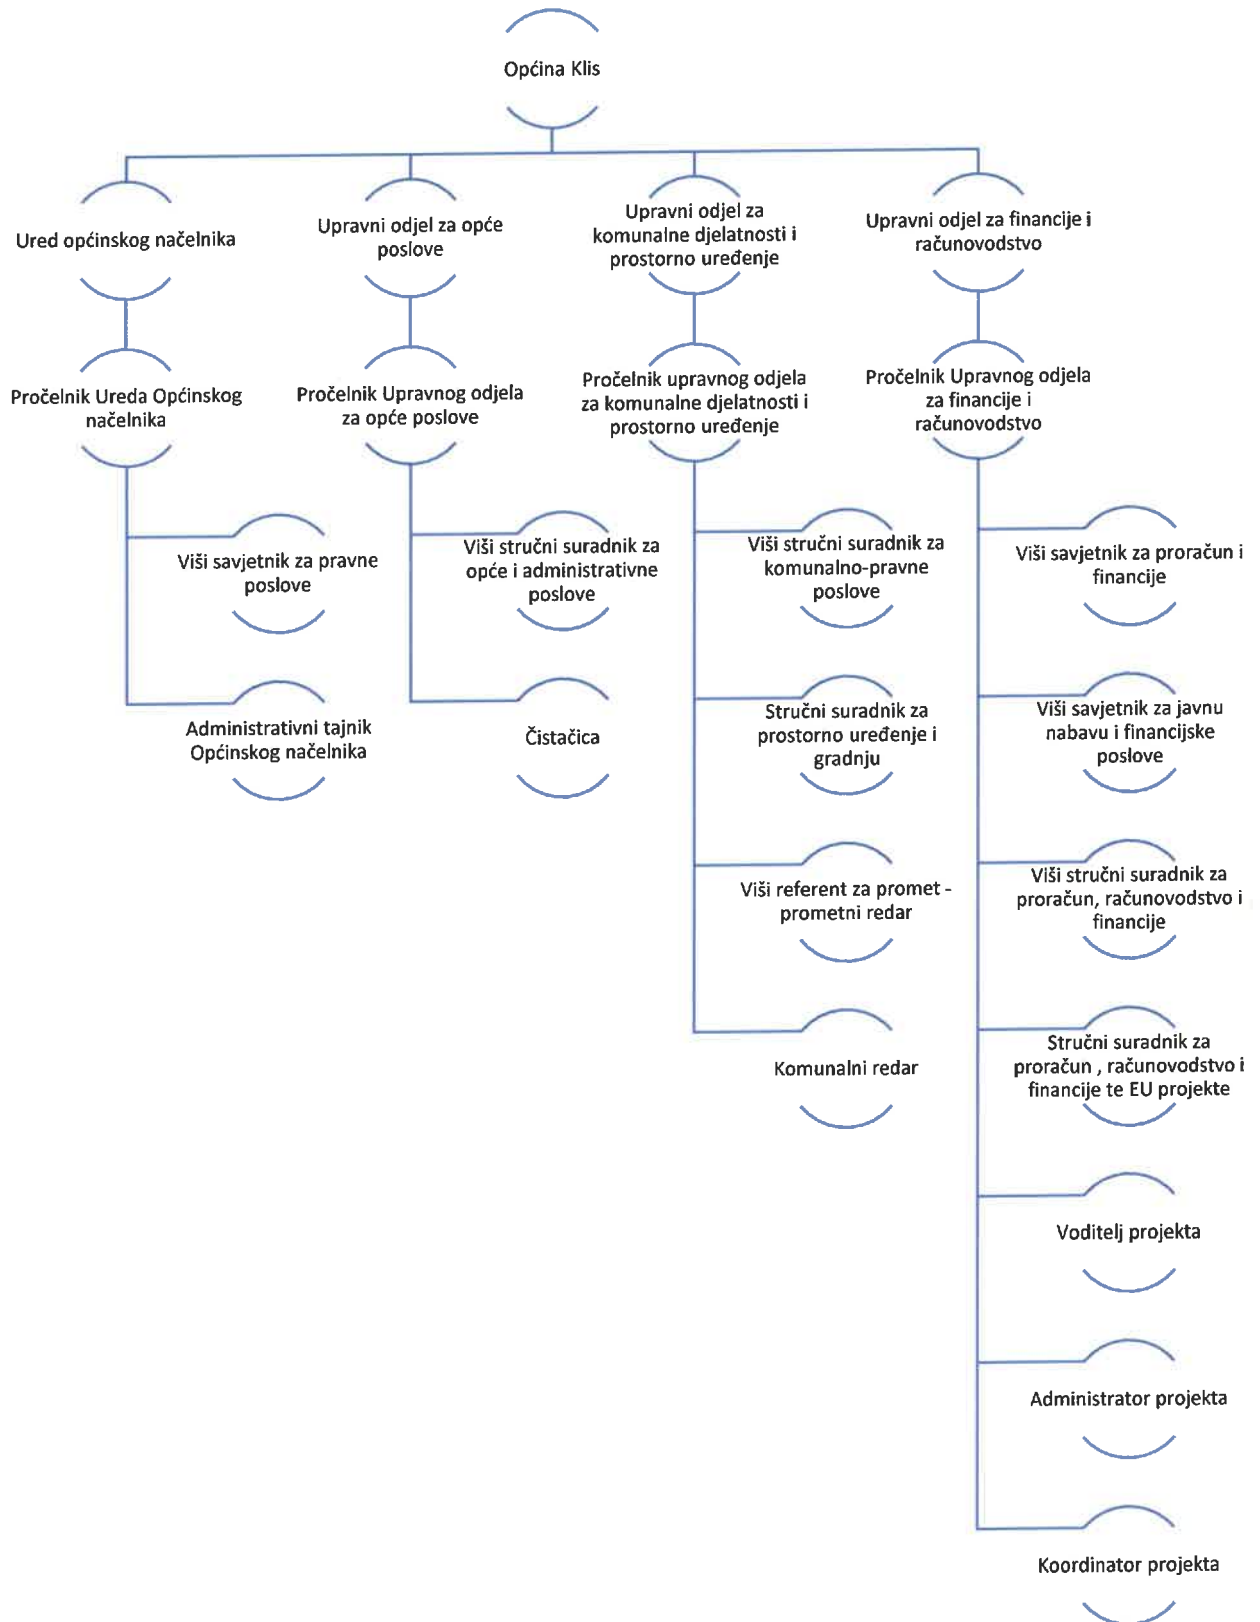 Općina Klis
Ured općinskog načelnika
Upravni odjel za opće
poslove
Upravni odjel za
komunalne djelatnosti i
prostorno uređenje
Upravni odjel za financije i
računovodstvo
Pročelnik Ureda Općinskog
načelnika
Pročelnik Upravnog odjela
za opće poslove
Pročelnik upravnog odjela
za komunalne djelatnosti i
prostorno uređenje
Pročelnik Upravnog odjela
za financije i
računovodstvo
Viši savjetnik za pravne
poslove
Administrativni tajnik
Općinskog načelnika
Viši stručni suradnik za
opće i administrativne
poslove
Čistačica
Viši stručni suradnik za
komunalno-pravne
poslove
Stručni suradnik za
prostorno uređenje i
gradnju
Viši referent za promet -
prometni redar
Komunalni redar
Viši savjetnik za proračun i
financije
Viši savjetnik za javnu
nabavu i financijske
poslove
Viši stručni suradnik za
proračun, računovodstvo i
financije
Stručni suradnik za
proračun , računovodstvo i
financije te EU projekte
Voditelj projekta
Administrator projekta
Koordinator projekta